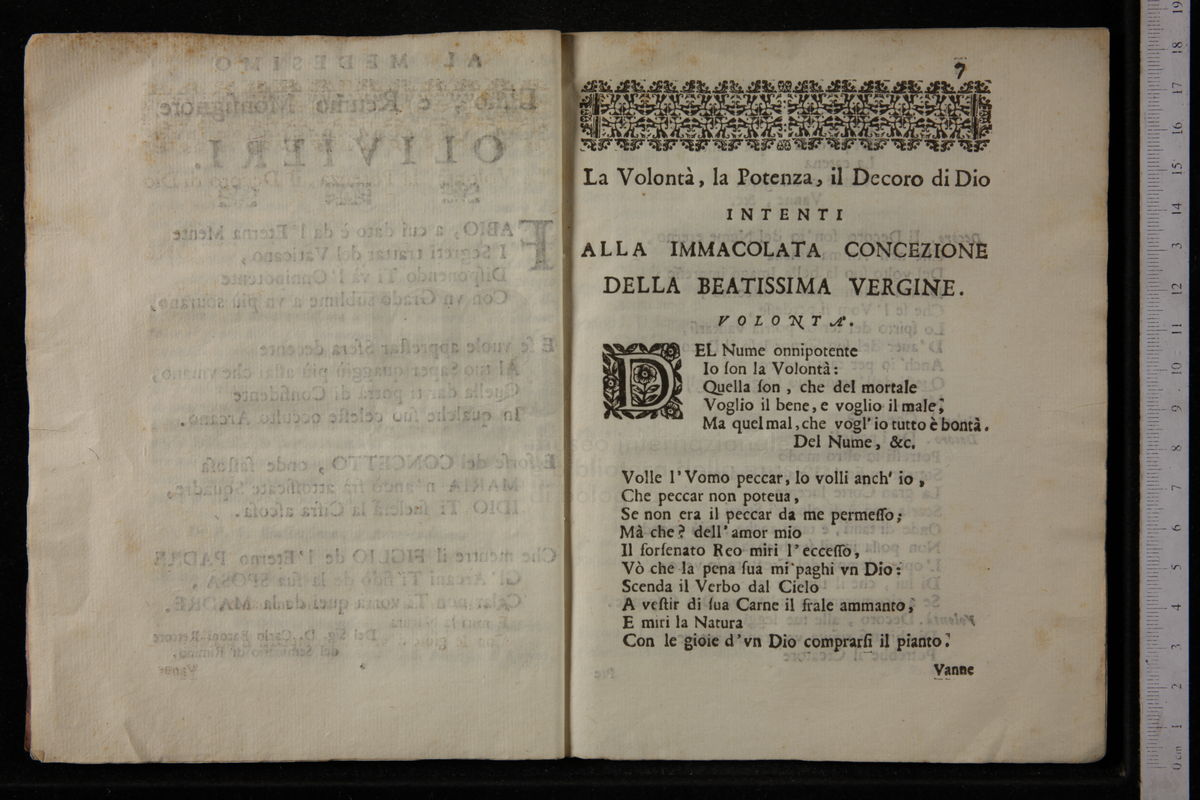 7
La Volontà, la Potenza, il Decoro di Dio
INTENTI
ALLA IMMACOLATA CONCEZIONE
DELLA BEATISSIMA VERGINE.
VOLONTA.
DEL Nume onnipotente
Io ſon la Volontà:
Quella ſon, che del mortale
Voglio il bene, e voglio il male;
Ma quel mal, che vogl'io tutto è bontà.
Del Nume, &c.
Volle l'Vomo peccar, lo volli anch' io,
Che peccar non poteua,
Se non era il peccar da me permeſſo;
Mà che? dell'amor mio
Il forſenato Reo miri l'ecceſſo,
Vò che la pena ſua mi paghi vn Dio:
Scenda il Verbo dal Cielo
A veſtir di ſua Carne il frale ammanto,
E miri la Natura
Con le gioie d'vn Dio comprarſi il pianto.
Vanne